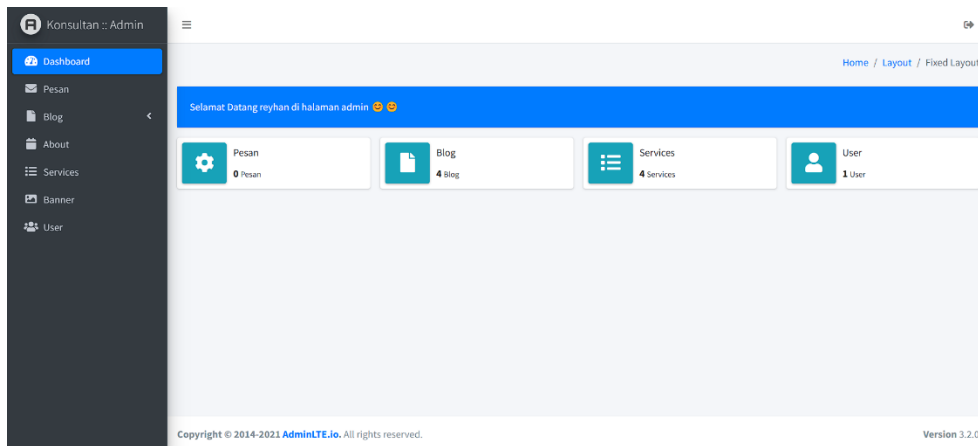 Konsultan :: Admin
Dashboard
Pesan
Blog
About
Services
Banner
User
Home / Layout / Fixed Layout
Selamat Datang reyhan di halaman admin 😊 😊
Pesan
0 Pesan
Blog
4 Blog
Services
4 Services
User
1 User
Copyright © 2014-2021 AdminLTE.io. All rights reserved.
Version 3.2.0